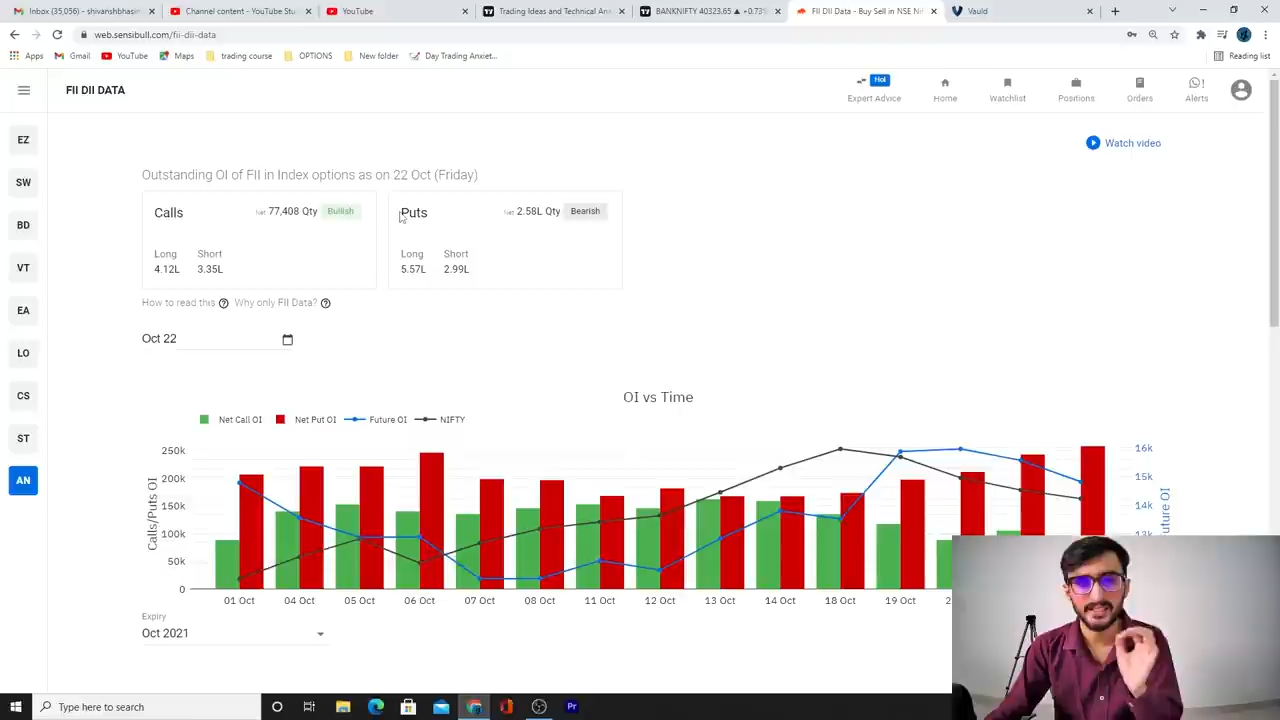 Inbox (35,056) - shivanshbhasin
Channel content - YouTube Stu
YouTube
Trading Ideas and Technical An
BANKNIFTY 40323.65 ▲ +0.73%
FII DII Data - Buy Sell in NSE Ni
Vauld
web.sensibull.com/fii-dii-data
Apps
Gmail
YouTube
Maps
trading course
OPTIONS
New folder
Day Trading Anxiet...
Reading list
FII DII DATA
Hot
Expert Advice
Home
Watchlist
Positions
Orders
Alerts
EZ
SW
BD
VT
EA
LO
CS
ST
AN
Watch video
Outstanding OI of FII in Index options as on 22 Oct (Friday)
Calls
Net 77,408 Qty Bullish
Long Short
4.12L 3.35L
Puts
Net 2.58L Qty Bearish
Long Short
5.57L 2.99L
How to read this Why only FII Data?
Oct 22
OI vs Time
Net Call OI Net Put OI Future OI NIFTY
Calls/Puts OI
250k
200k
150k
100k
50k
0
16k
15k
14k
13k
Future OI
01 Oct 04 Oct 05 Oct 06 Oct 07 Oct 08 Oct 11 Oct 12 Oct 13 Oct 14 Oct 18 Oct 19 Oct 2
Expiry
Oct 2021
Type here to search
Pr